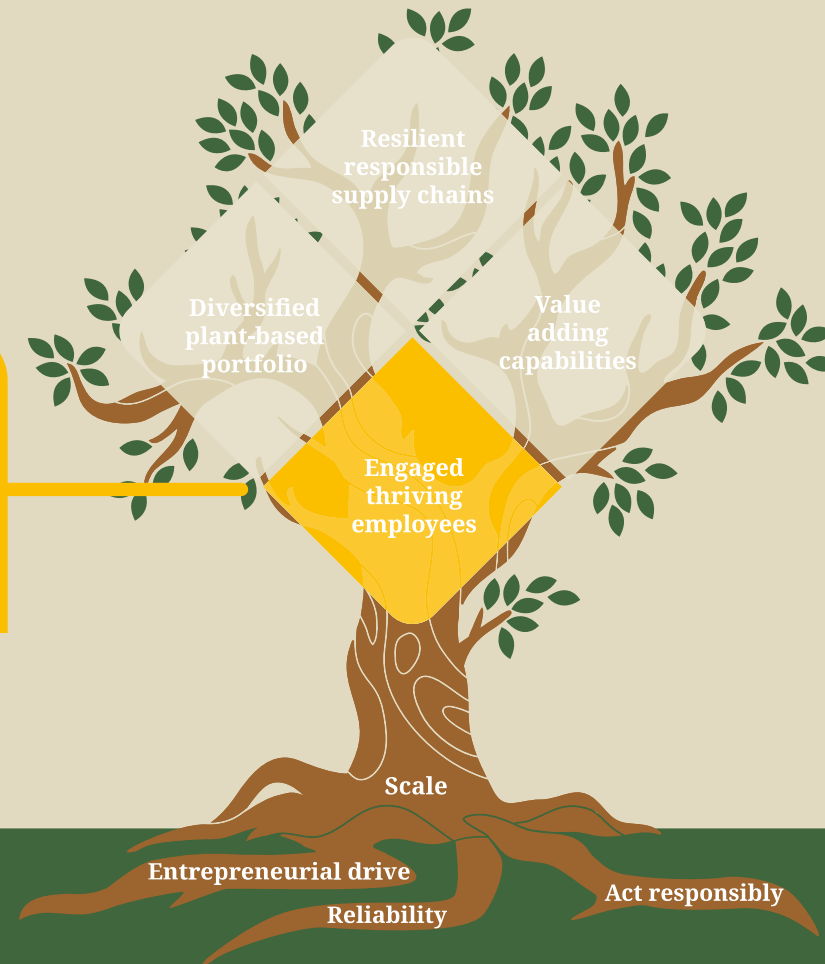 Resilient
responsible
supply chains
Diversified
plant-based
portfolio
Value
adding
capabilities
Engaged
thriving
employees
Scale
Entrepreneurial drive
Act responsibly
Reliability